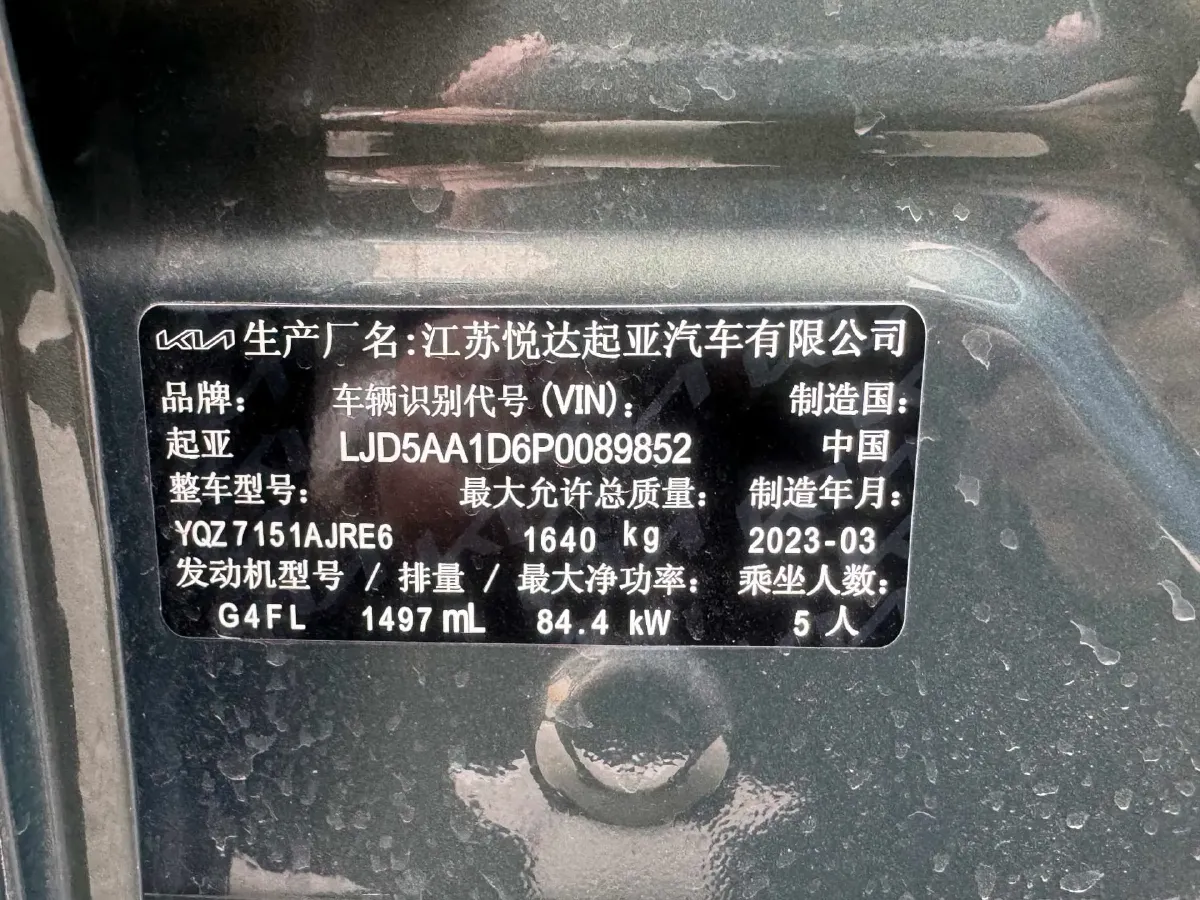 KIA 生产厂名:江苏悦达起亚汽车有限公司
品牌: 车辆识别代号(VIN): 制造国:
起亚 LJD5AA1D6P0089852 中国
整车型号: 最大允许总质量: 制造年月:
YQZ7151AJRE6 1640 kg 2023-03
发动机型号 / 排量 / 最大净功率: 乘坐人数:
G4FL 1497 mL 84.4 kW 5 人